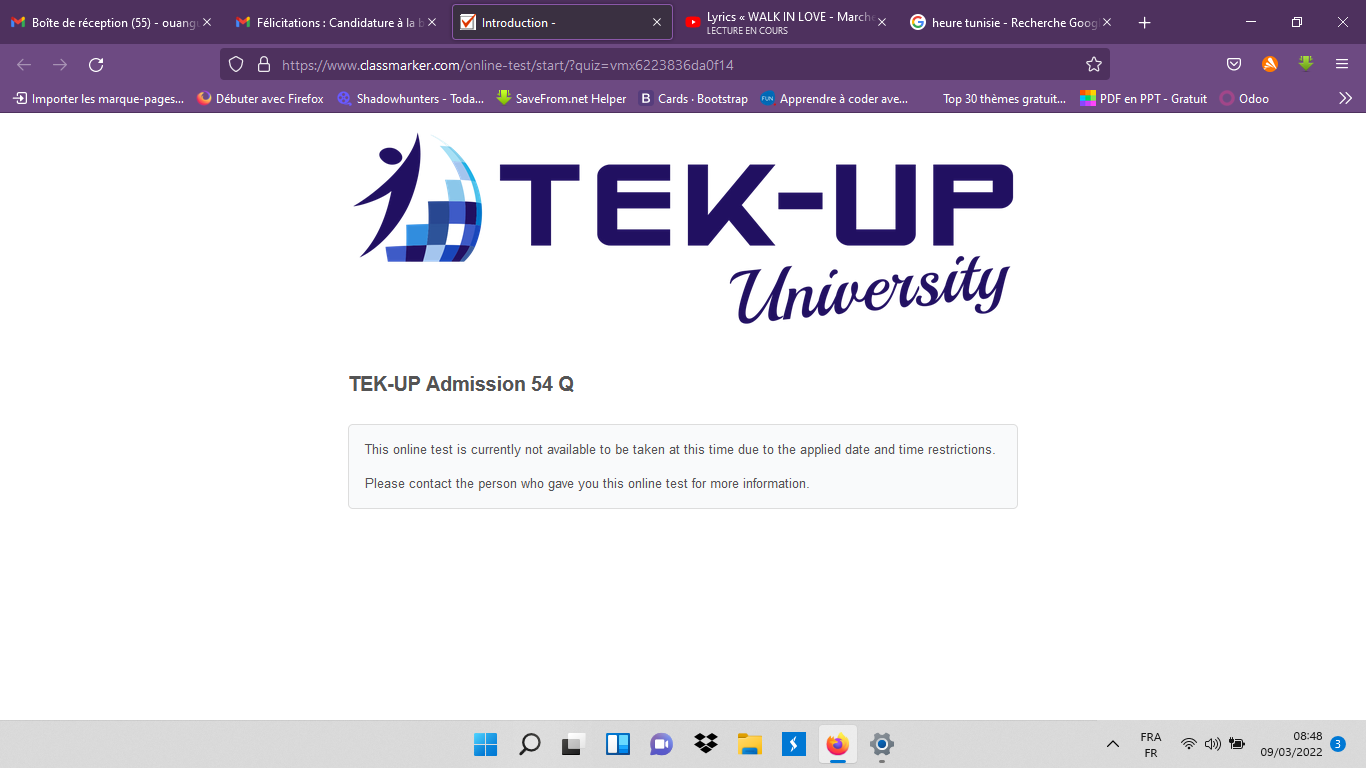 Boîte de réception (55) - ouang
Félicitations : Candidature à la b
Introduction -
Lyrics « WALK IN LOVE - Marche
LECTURE EN COURS
heure tunisie - Recherche Goog
https://www.classmarker.com/online-test/start/?quiz=vmx6223836da0f14
Importer les marque-pages...
Débuter avec Firefox
Shadowhunters - Toda...
SaveFrom.net Helper
B Cards · Bootstrap
FUN Apprendre à coder ave...
Top 30 thèmes gratuit...
PDF en PPT - Gratuit
Odoo
TEK-UP
University
TEK-UP Admission 54 Q
This online test is currently not available to be taken at this time due to the applied date and time restrictions.
Please contact the person who gave you this online test for more information.
FRA
FR
08:48
09/03/2022
3